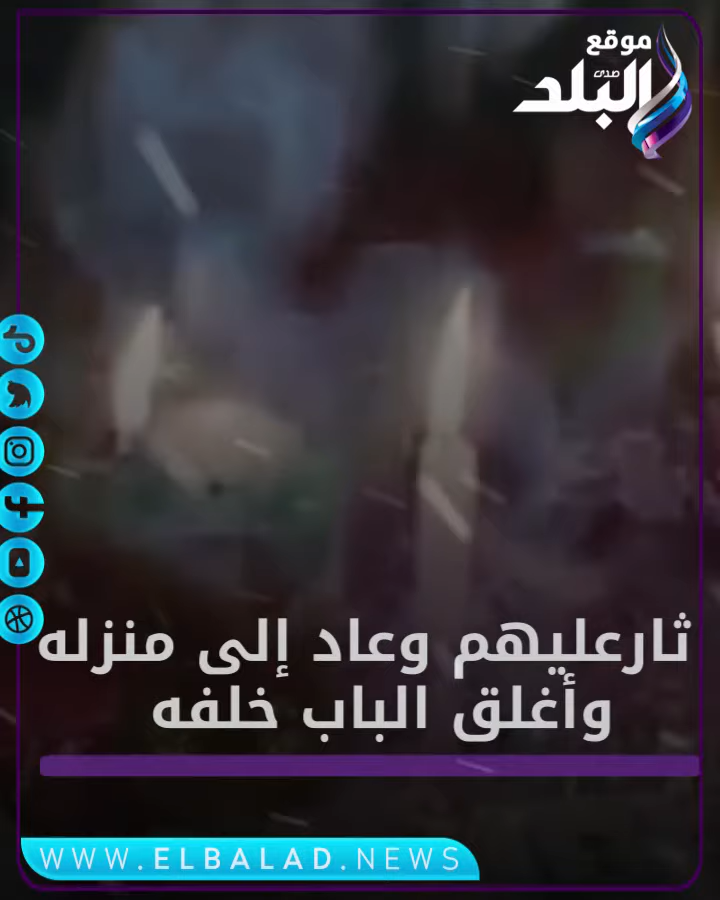 موقع
صدى
البلد
ثارعليهم وعاد إلى منزله
وأغلق الباب خلفه
WWW.ELBALAD.NEWS